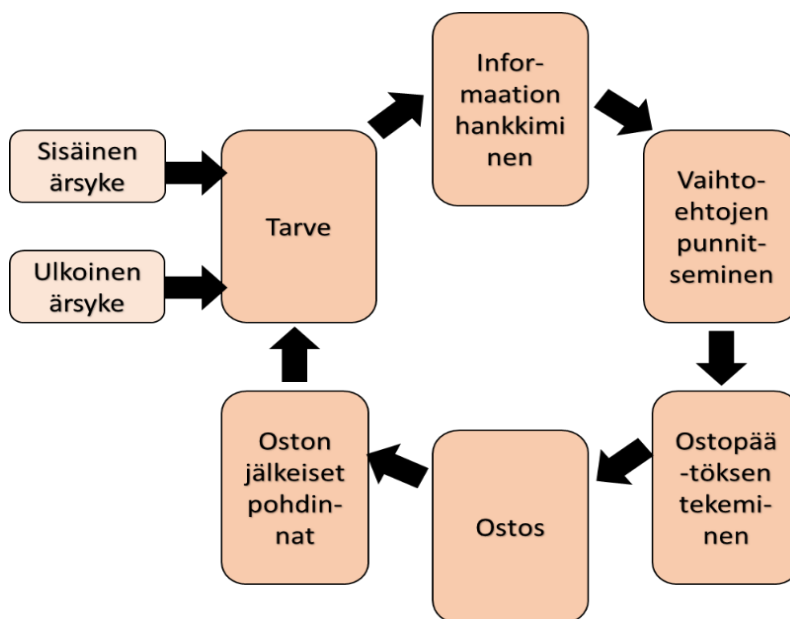 Sisäinen
ärsyke
Ulkoinen
ärsyke
Tarve
Infor-
maation
hankkimi
nen
Vaihto-
ehtojen
punnit-
seminen
Ostopää
-töksen
tekemi-
nen
Ostos
Oston
jälkeiset
pohdin-
nat